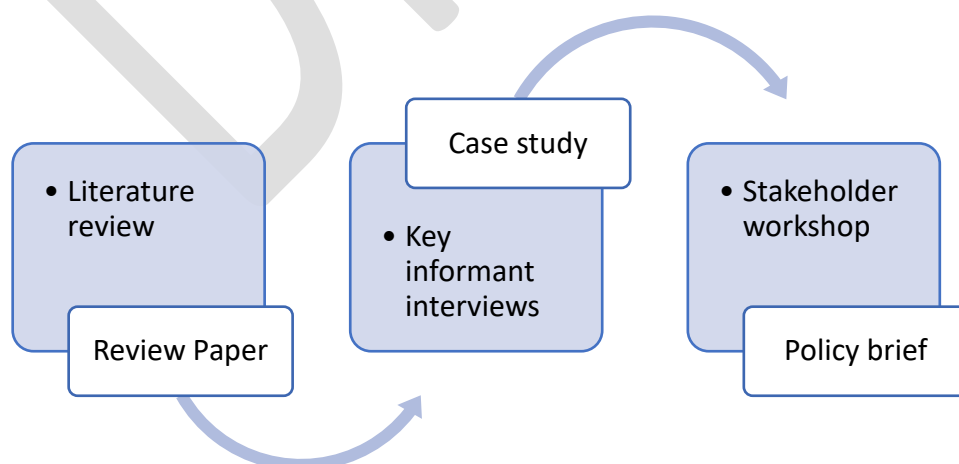 • Literature
review
Review Paper
Case study
• Key
informant
interviews
• Stakeholder
workshop
Policy brief